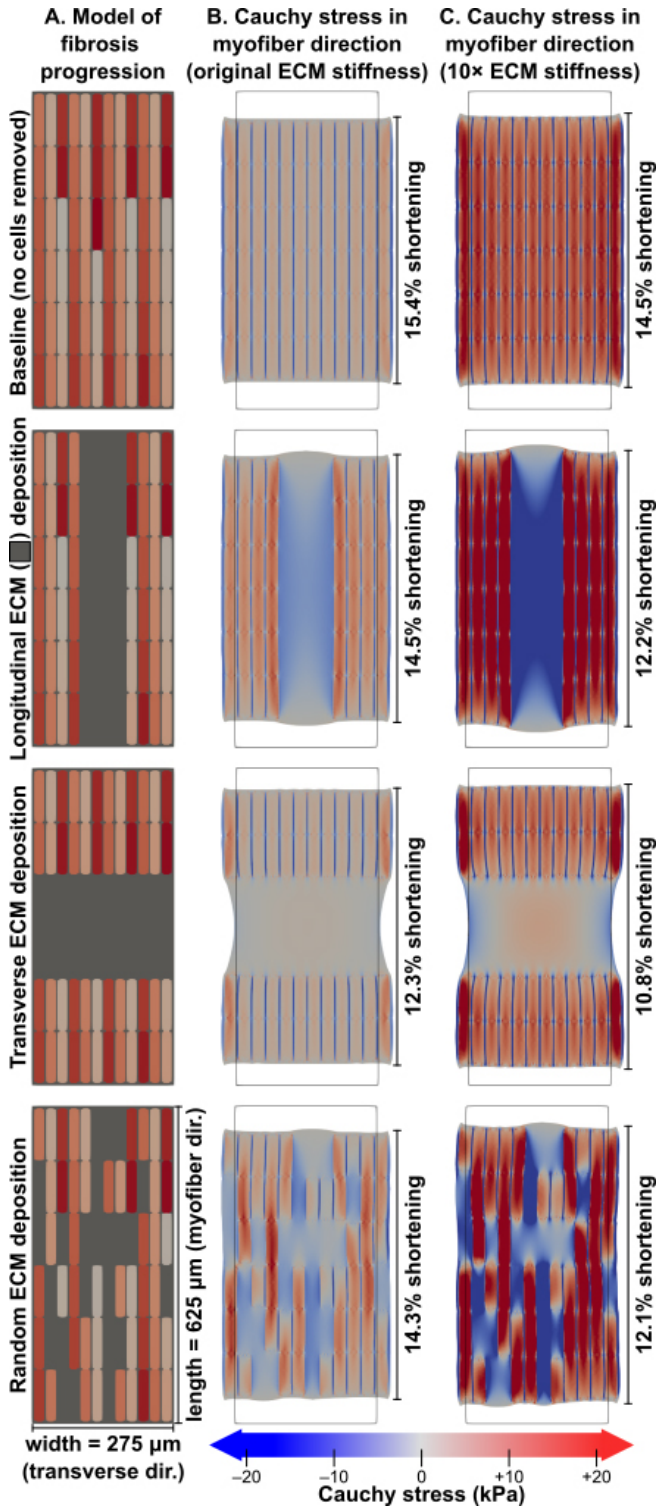 A. Model of
fibrosis
progression
B. Cauchy stress in
myofiber direction
(original ECM stiffness)
C. Cauchy stress in
myofiber direction
(10× ECM stiffness)
Baseline (no cells removed)
15.4% shortening
14.5% shortening
Longitudinal ECM ( ) deposition
14.5% shortening
12.2% shortening
Transverse ECM deposition
12.3% shortening
10.8% shortening
Random ECM deposition
length = 625 μm (myofiber dir.)
14.3% shortening
12.1% shortening
width = 275 μm
(transverse dir.)
−20 −10 0 +10 +20
Cauchy stress (kPa)